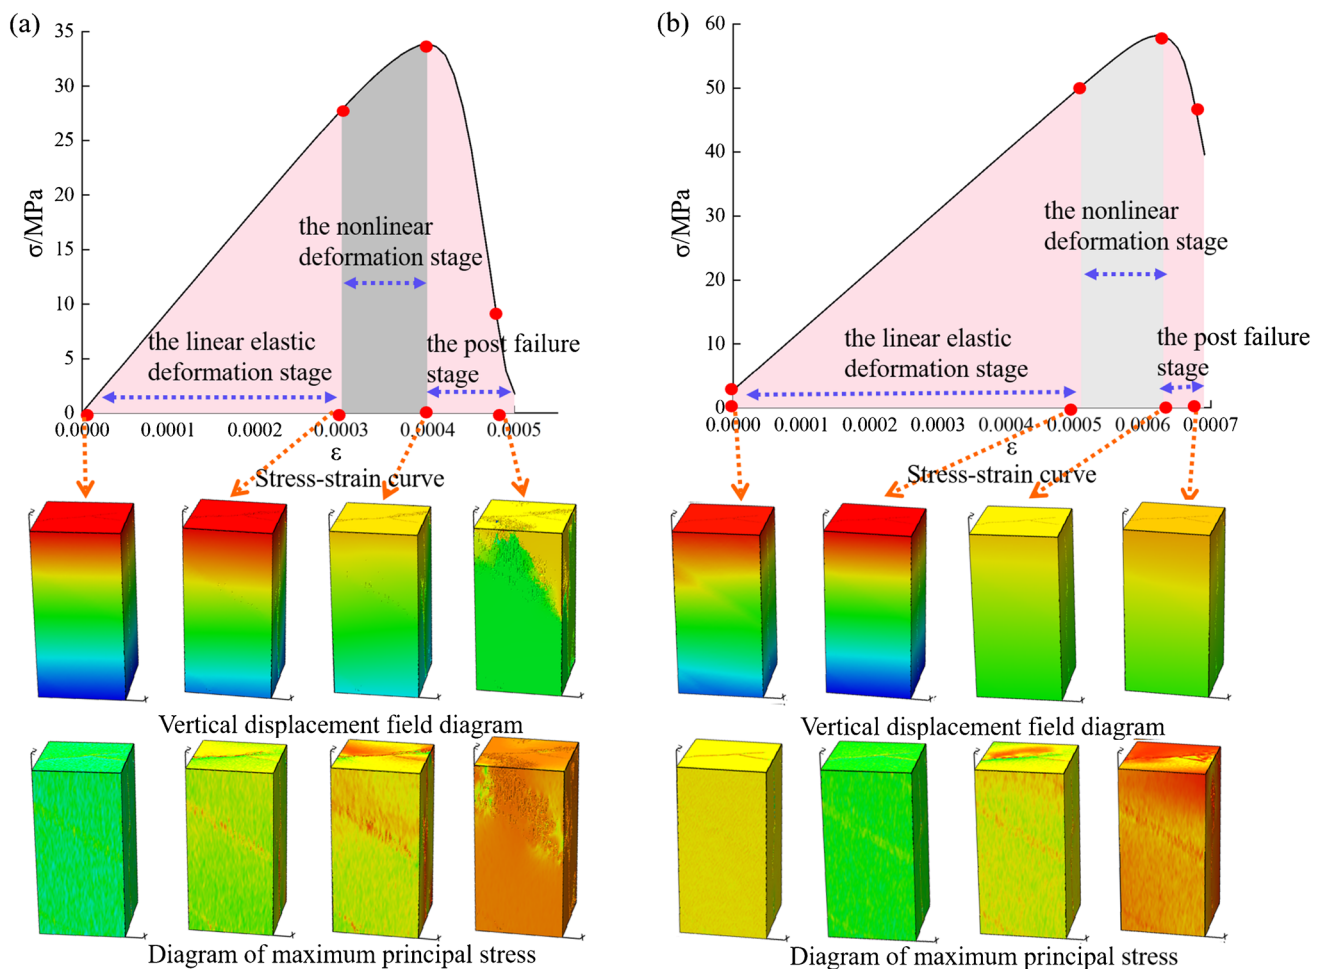 (a)
35
30
25
20
15
10
5
0
σ/MPa
the nonlinear
deformation stage
the linear elastic
deformation stage
the post failure
stage
0.0000 0.0001 0.0002 0.0003 0.0004 0.0005
ε
Stress-strain curve
Vertical displacement field diagram
Diagram of maximum principal stress
(b)
60
50
40
30
20
10
0
σ/MPa
the nonlinear
deformation stage
the linear elastic
deformation stage
the post failure
stage
0.0000 0.0001 0.0002 0.0003 0.0004 0.0005 0.0006 0.0007
ε
Stress-strain curve
Vertical displacement field diagram
Diagram of maximum principal stress